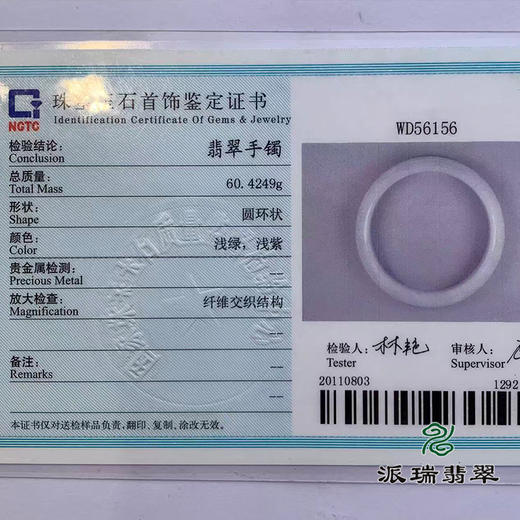 NGTC
珠宝玉石首饰鉴定证书
Identification Certificate Of Gems & Jewelry
检验结论:
Conclusion
翡翠手镯
总质量:
Total Mass
60.4249g
形状:
Shape
圆环状
颜色:
Color
浅绿，浅紫
贵金属检测:
Precious Metal
--
放大检查:
Magnification
纤维交织结构
--
备注:
Remarks
--
--
本证书仅对送检样品负责，翻印、复制、涂改无效。
WD56156
检验人:
Tester
林艳
审核人:
Supervisor
20110803
1292
派瑞翡翠